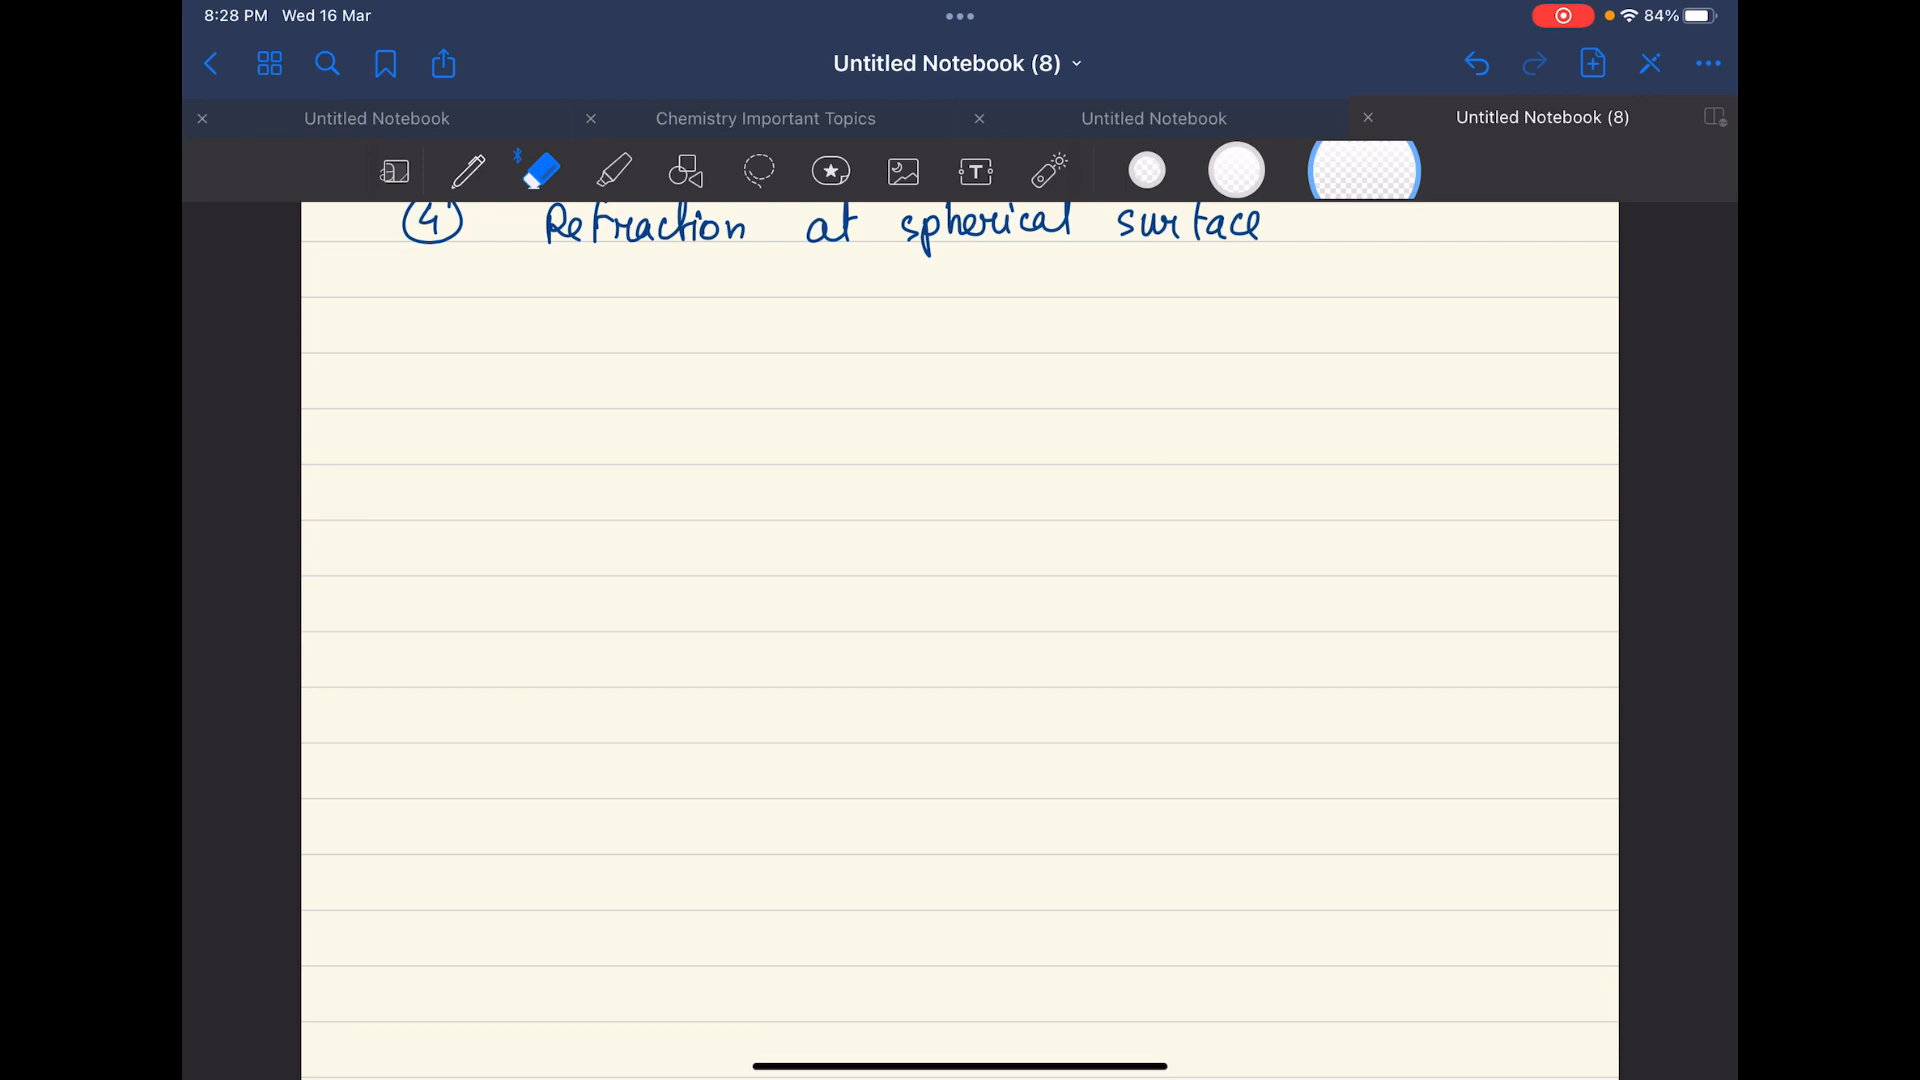 8:28 PM Wed 16 Mar 84%
Untitled Notebook (8)
Untitled Notebook Chemistry Important Topics Untitled Notebook Untitled Notebook (8)
4 Refraction at spherical surface